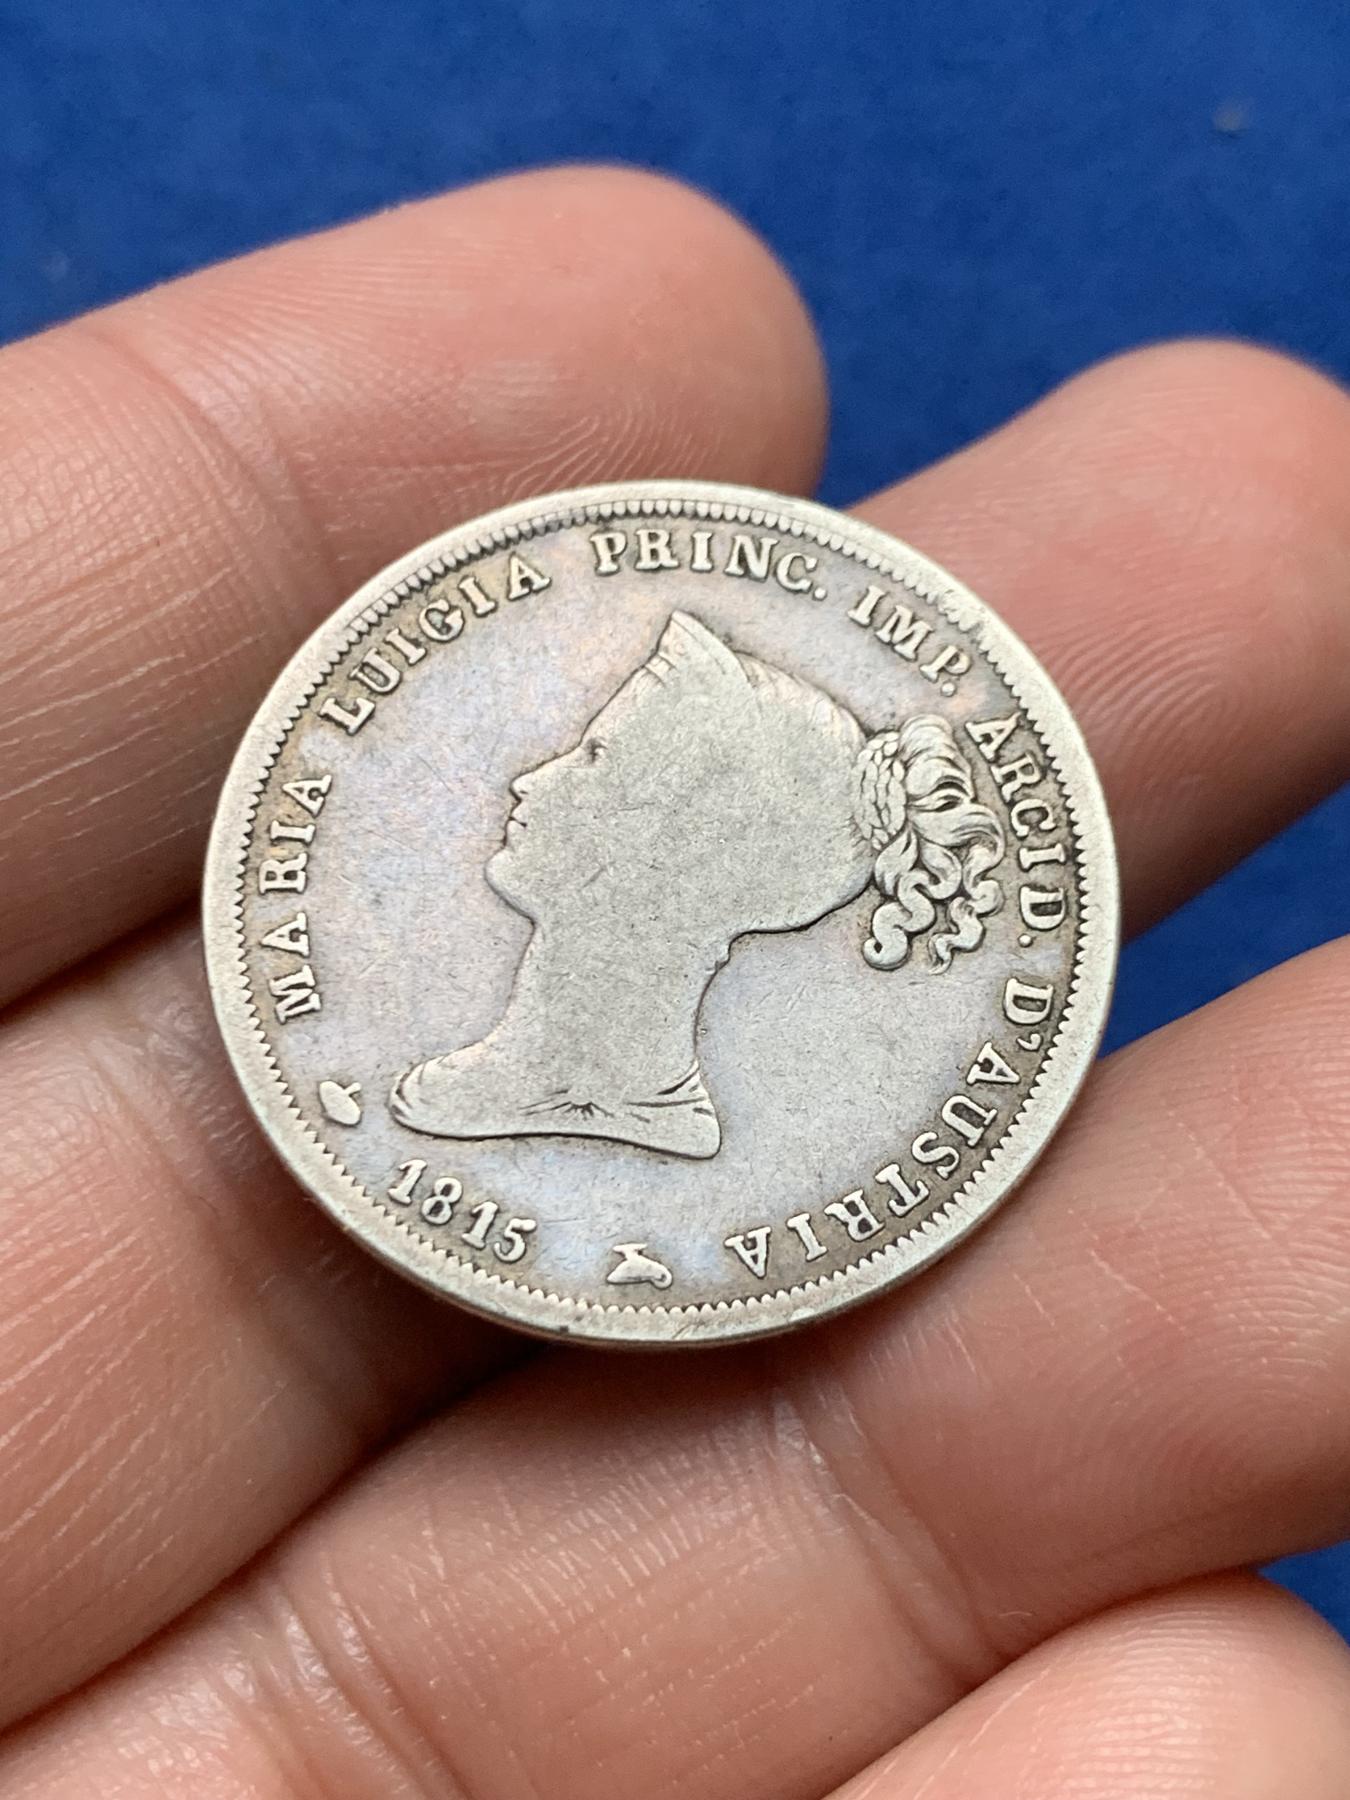 MARIA LUIGIA PRINC. IMP. ARCID. D'AUSTRIA
1815